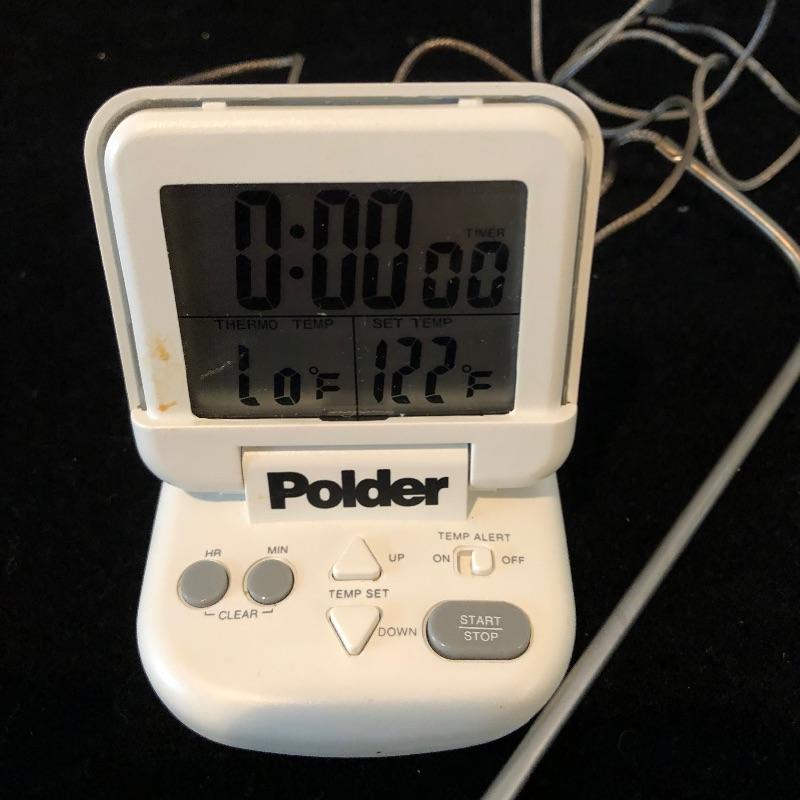 0:00 00
TIMER
THERMO TEMP SET TEMP
Lo°F 122°F
Polder
HR MIN
CLEAR
UP
TEMP SET
DOWN
TEMP ALERT
ON OFF
START
STOP